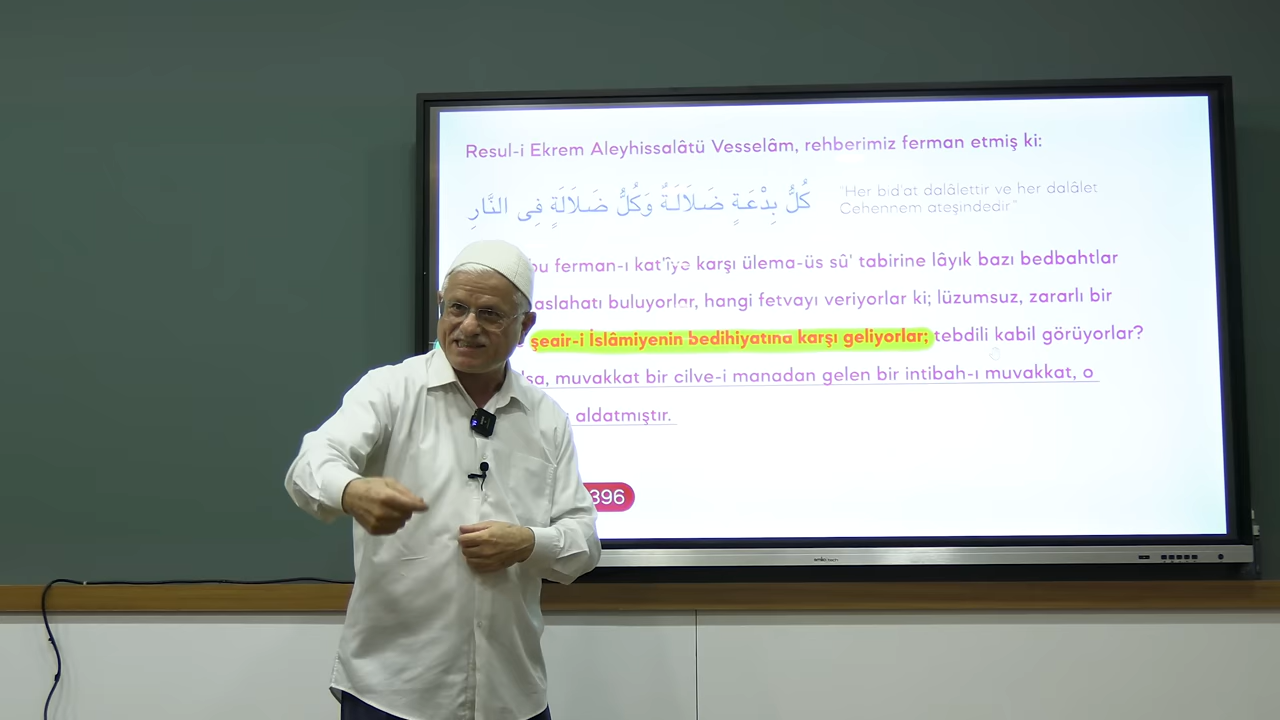 Resul-i Ekrem Aleyhissalâtü Vesselâm, rehberimiz ferman etmiş ki:
كُلُّ بِدْعَةٍ ضَلَالَةٌ وَكُلُّ ضَلَالَةٍ فِى النَّارِ
"Her bid'at dalâlettir ve her dalâlet
Cehennem ateşindedir"
bu ferman-ı kat'îye karşı ülema-üs sû' tabirine lâyık bazı bedbahtlar
aslahatı buluyorlar, hangi fetvayı veriyorlar ki; lüzumsuz, zararlı bir
şeair-i İslâmiyenin bedihiyatına karşı geliyorlar; tebdili kabil görüyorlar?
sa, muvakkat bir cilve-i manadan gelen bir intibah-ı muvakkat, o
aldatmıştır.
396